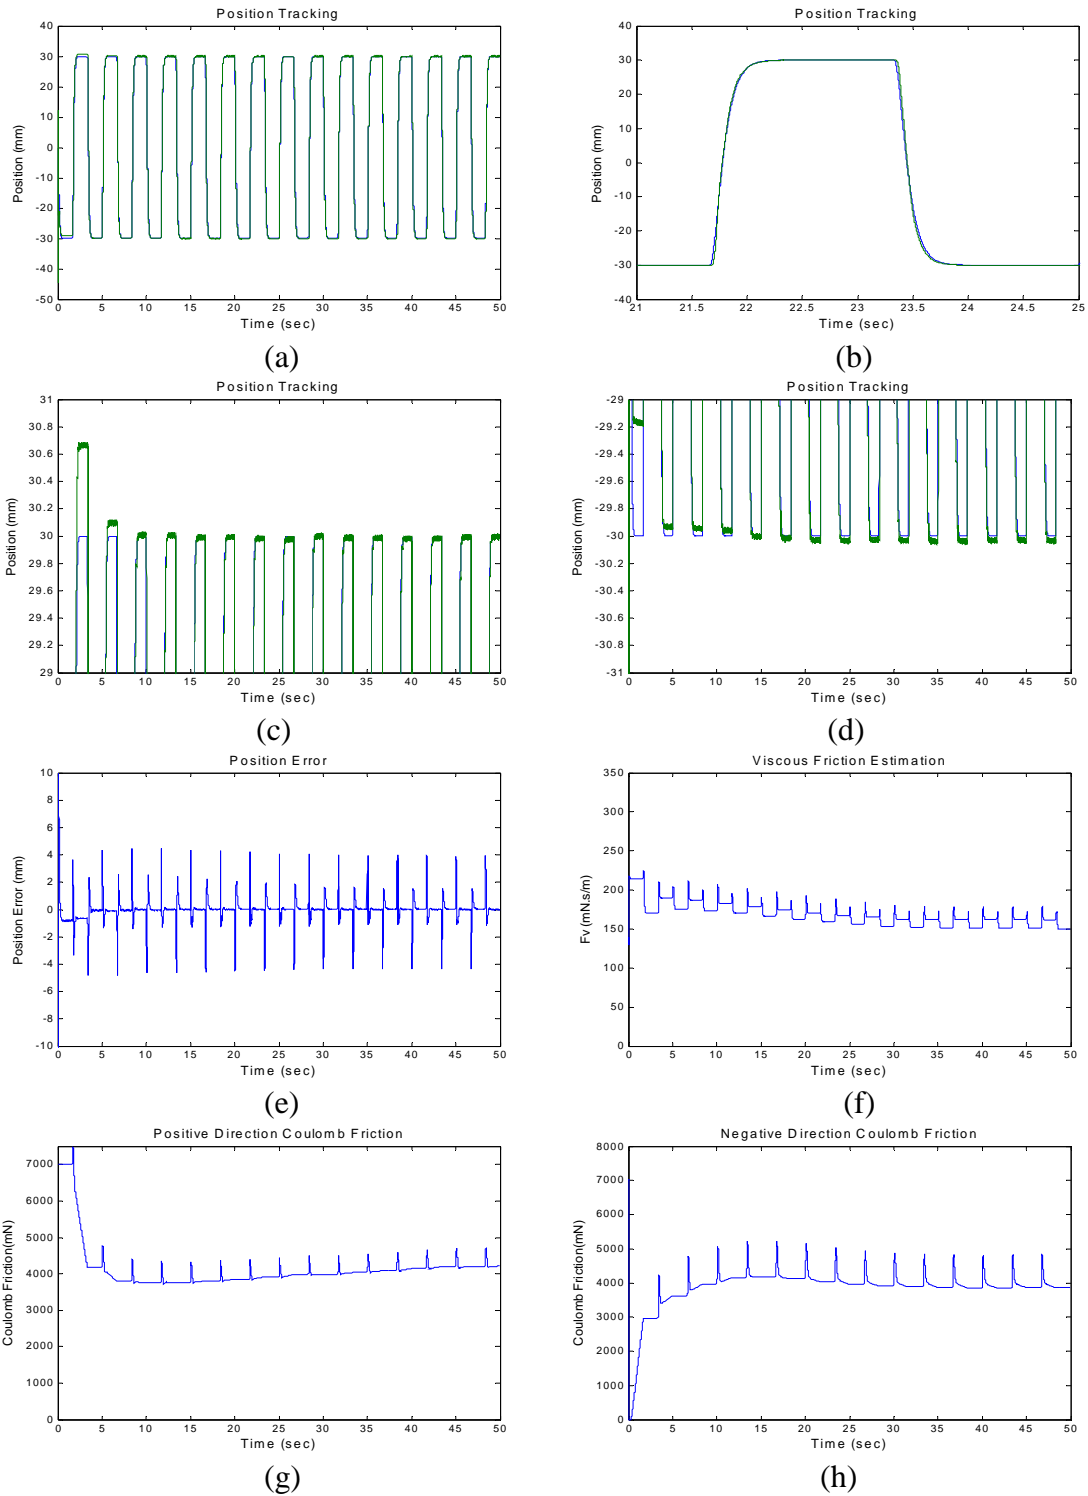 Position Tracking
40
30
20
10
0
-10
-20
-30
-40
-50
Position (mm)
0 5 10 15 20 25 30 35 40 45 50
Time (sec)
(a)
Position Tracking
40
30
20
10
0
-10
-20
-30
-40
Position (mm)
21 21.5 22 22.5 23 23.5 24 24.5 25
Time (sec)
(b)
Position Tracking
31
30.8
30.6
30.4
30.2
30
29.8
29.6
29.4
29.2
29
Position (mm)
0 5 10 15 20 25 30 35 40 45 50
Time (sec)
(c)
Position Tracking
-29
-29.2
-29.4
-29.6
-29.8
-30
-30.2
-30.4
-30.6
-30.8
-31
Position (mm)
0 5 10 15 20 25 30 35 40 45 50
Time (sec)
(d)
Position Error
10
8
6
4
2
0
-2
-4
-6
-8
-10
Position Error (mm)
0 5 10 15 20 25 30 35 40 45 50
Time (sec)
(e)
Viscous Friction Estimation
350
300
250
200
150
100
50
0
Fv (mN.s/m)
0 5 10 15 20 25 30 35 40 45 50
Time (sec)
(f)
Positive Direction Coulomb Friction
7000
6000
5000
4000
3000
2000
1000
0
Coulomb Friction(mN)
0 5 10 15 20 25 30 35 40 45 50
Time (sec)
(g)
Negative Direction Coulomb Friction
8000
7000
6000
5000
4000
3000
2000
1000
0
Coulomb Friction(mN)
0 5 10 15 20 25 30 35 40 45 50
Time (sec)
(h)